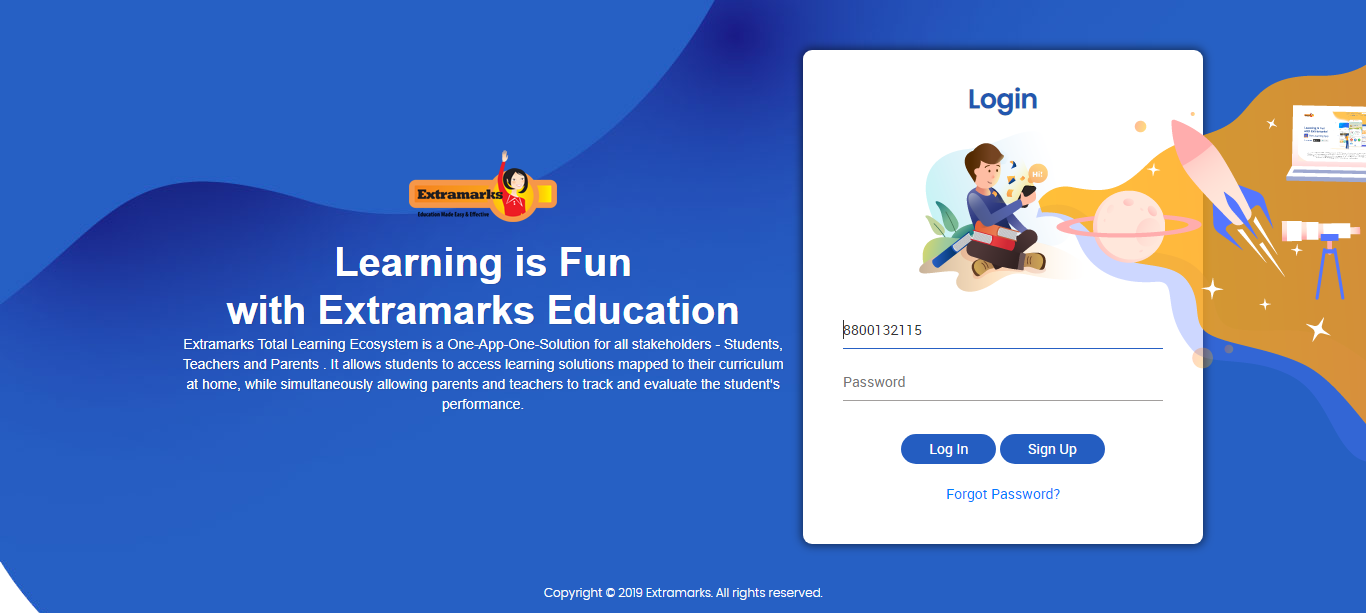 Extramarks
Education Made Easy & Effective
Learning is Fun
with Extramarks Education
Extramarks Total Learning Ecosystem is a One-App-One-Solution for all stakeholders - Students,
Teachers and Parents . It allows students to access learning solutions mapped to their curriculum
at home, while simultaneously allowing parents and teachers to track and evaluate the student's
performance.
Login
Hi!
8800132115
Password
Log In Sign Up
Forgot Password?
Copyright © 2019 Extramarks. All rights reserved.